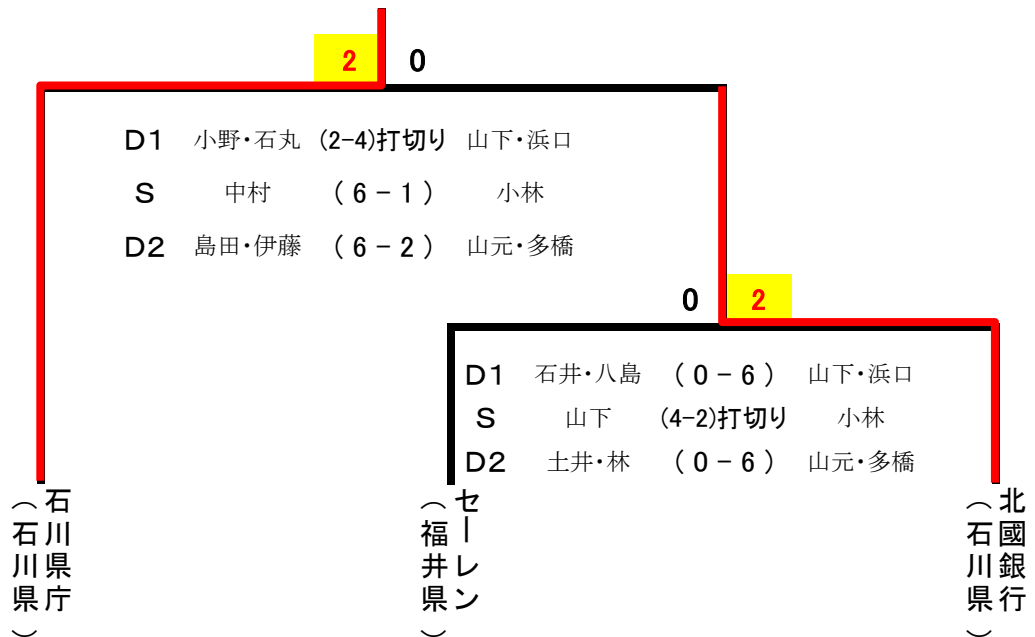 2 0
D1 小野・石丸 (2-4)打切り 山下・浜口
S 中村 (6-1) 小林
D2 島田・伊藤 (6-2) 山元・多橋
0 2
D1 石井・八島 (0-6) 山下・浜口
S 山下 (4-2)打切り 小林
D2 土井・林 (0-6) 山元・多橋
石川県庁
(石川県)
セーレン
(福井県)
北國銀行
(石川県)